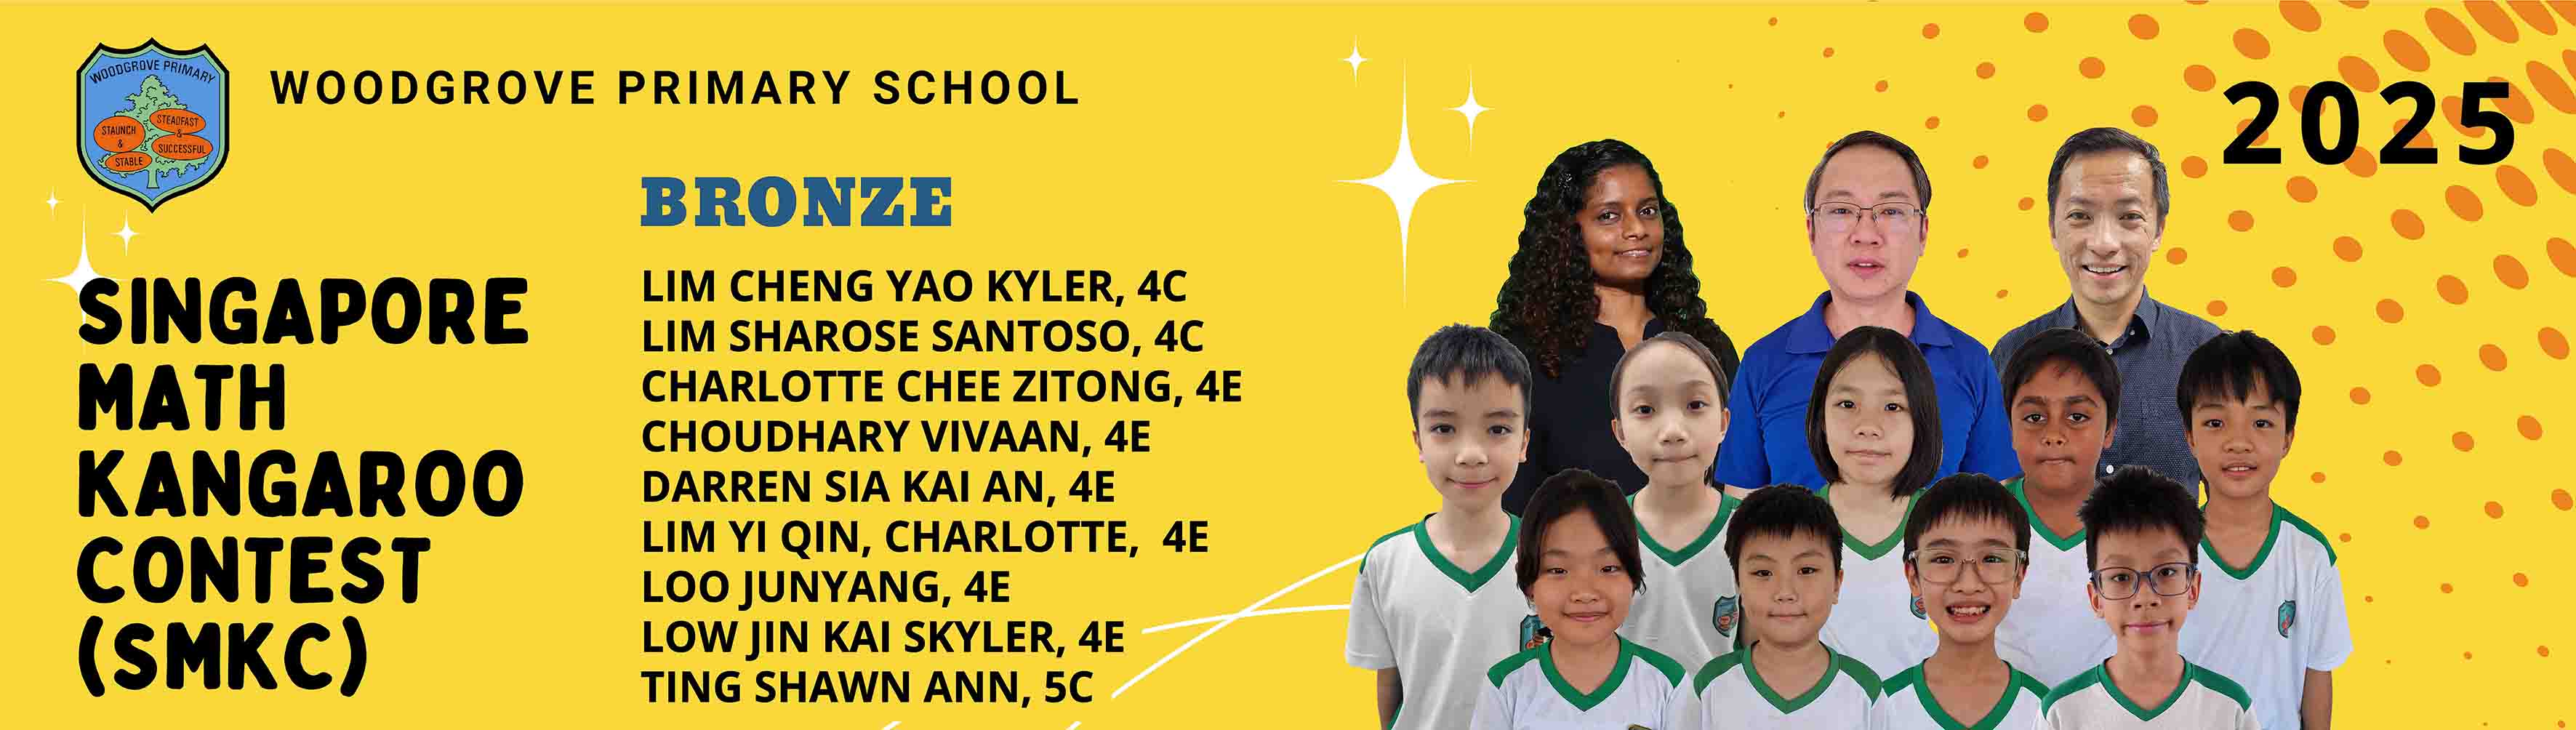 WOODGROVE PRIMARY
STAUNCH
&
STABLE
STEADFAST
&
SUCCESSFUL
WOODGROVE PRIMARY SCHOOL
2025
SINGAPORE
MATH
KANGAROO
CONTEST
(SMKC)
BRONZE
LIM CHENG YAO KYLER, 4C
LIM SHAROSE SANTOSO, 4C
CHARLOTTE CHEE ZITONG, 4E
CHOUDHARY VIVAAN, 4E
DARREN SIA KAI AN, 4E
LIM YI QIN, CHARLOTTE, 4E
LOO JUNYANG, 4E
LOW JIN KAI SKYLER, 4E
TING SHAWN ANN, 5C